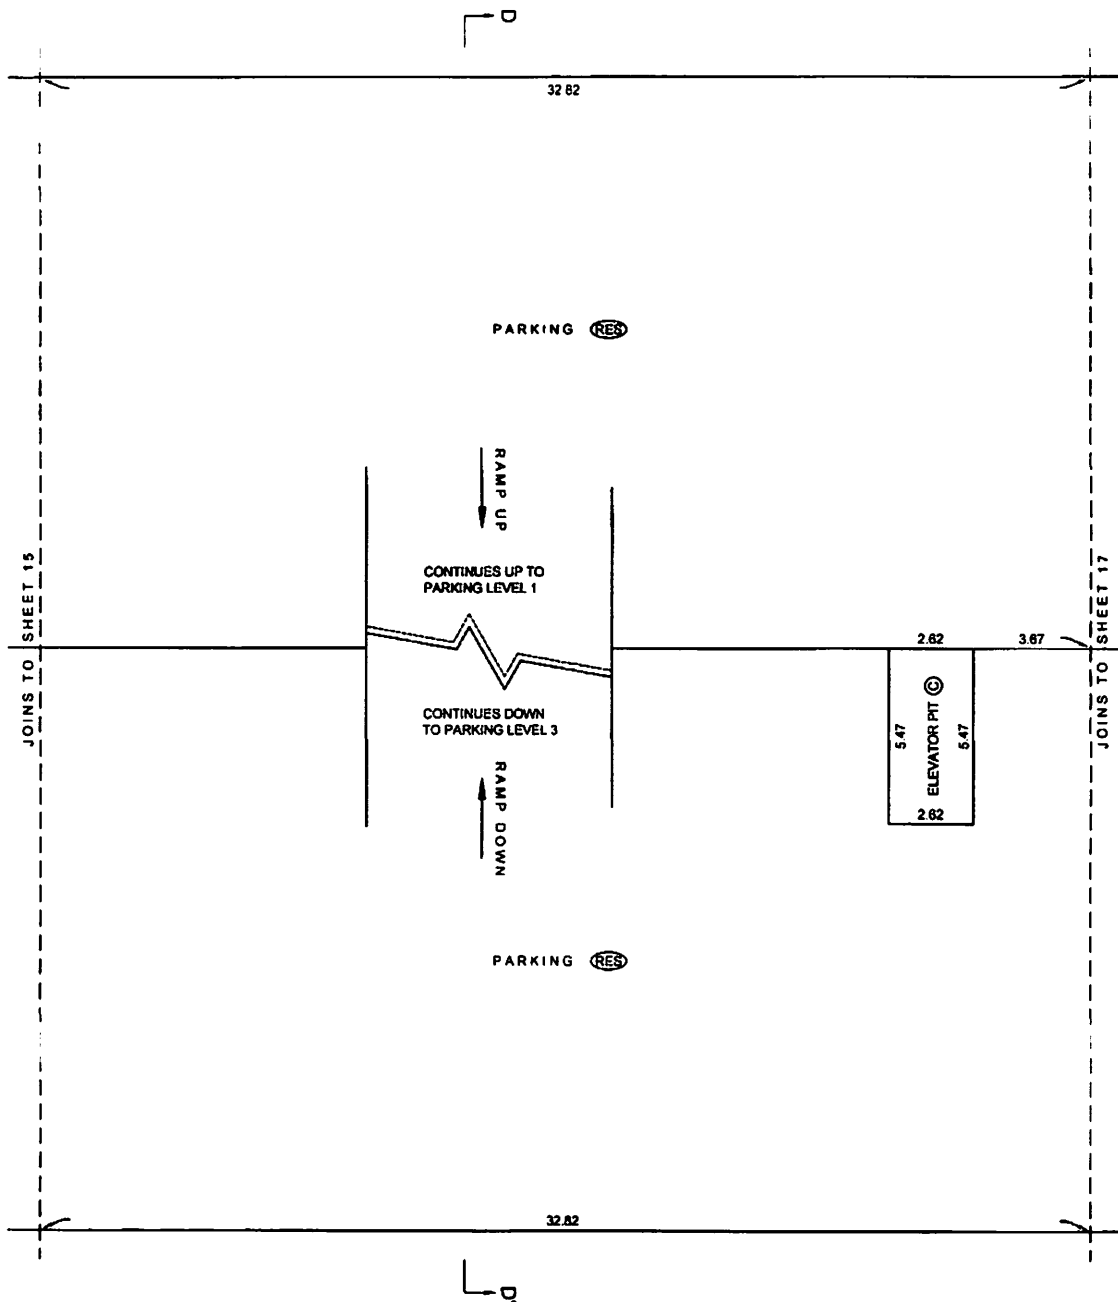 D
32 82
PARKING RES
RAMP UP
CONTINUES UP TO
PARKING LEVEL 1
JOINS TO SHEET 15
2.62 3.67
JOINS TO SHEET 17
5.47
ELEVATOR PIT C
5.47
2.62
CONTINUES DOWN
TO PARKING LEVEL 3
RAMP DOWN
PARKING RES
32.82
D'